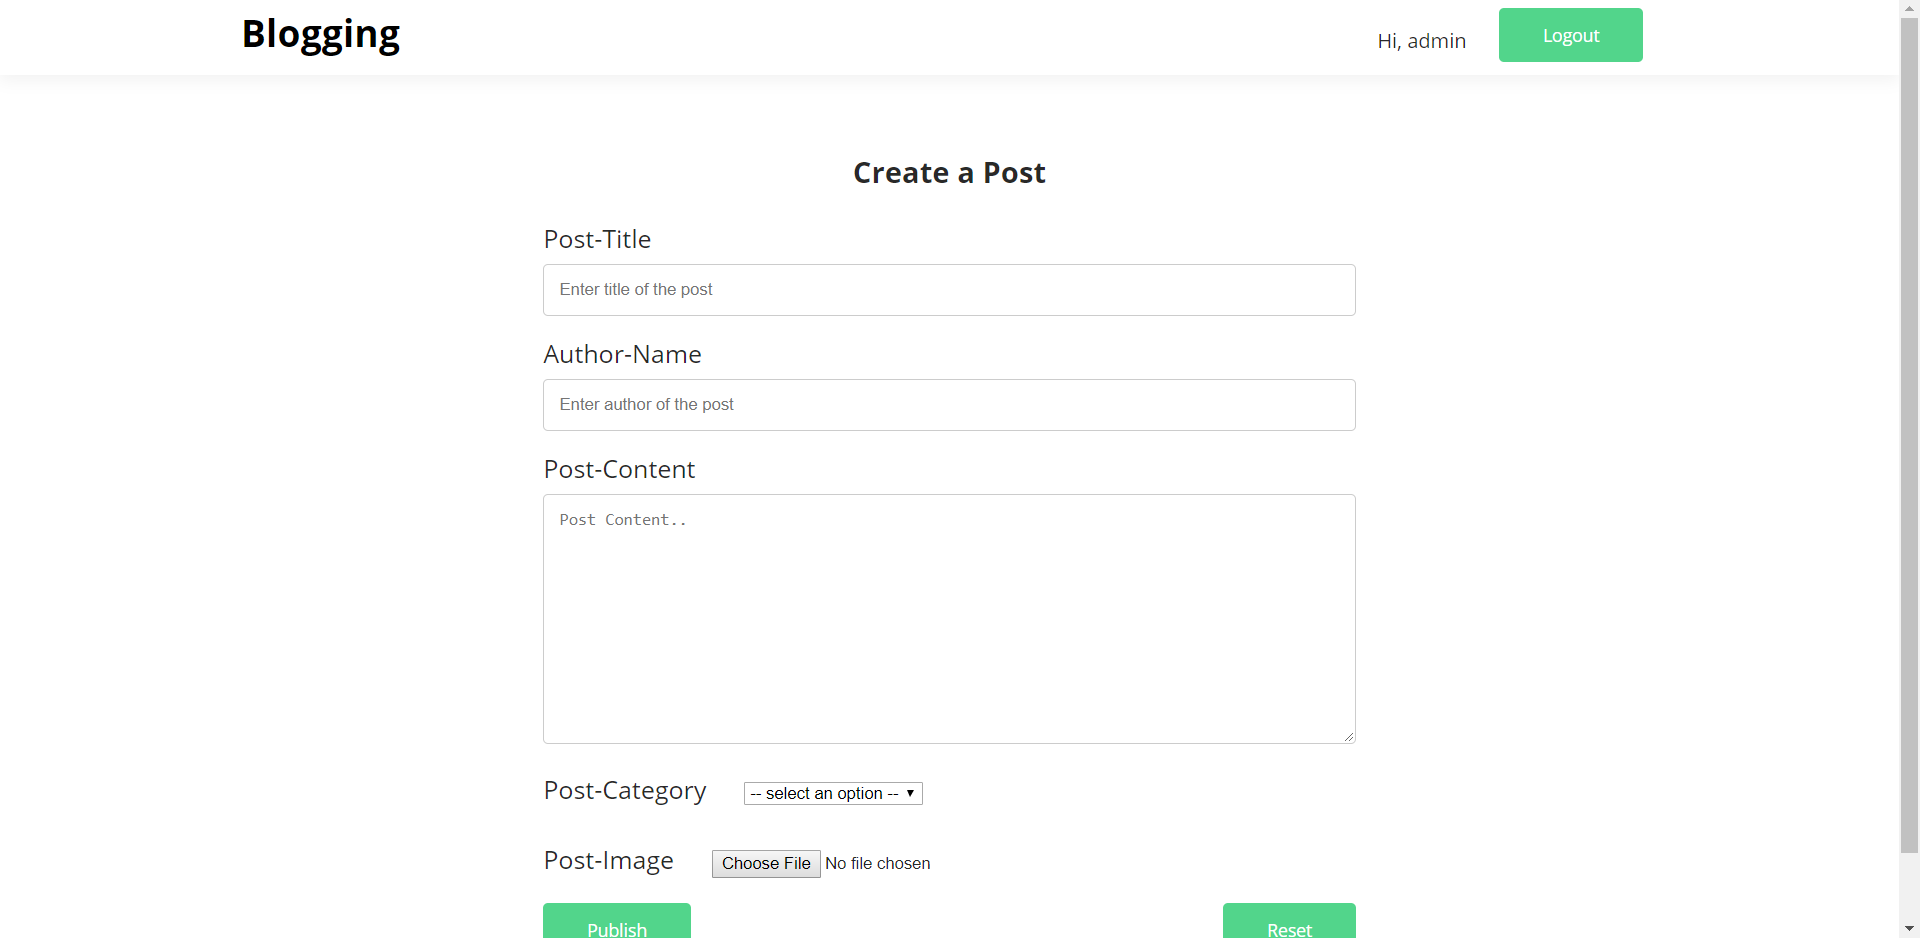 Blogging
Hi, admin
Logout
Create a Post
Post-Title
Enter title of the post
Author-Name
Enter author of the post
Post-Content
Post Content..
Post-Category
-- select an option --
Post-Image
Choose File No file chosen
Publish
Reset